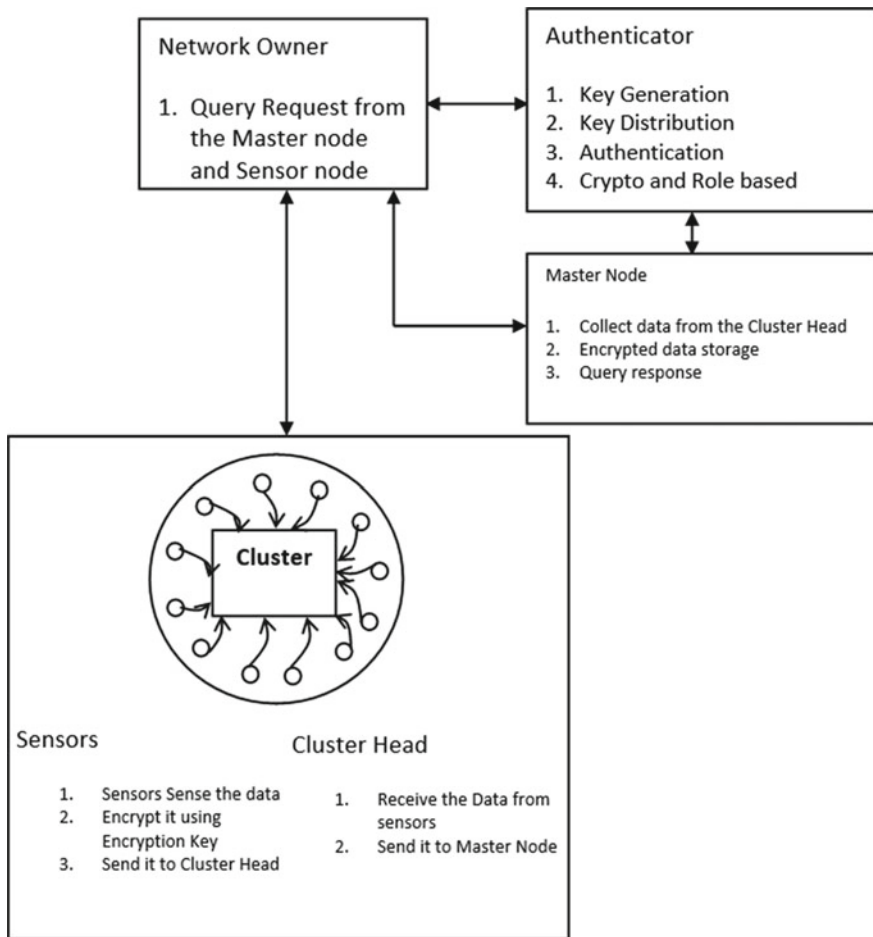 Network Owner
1. Query Request from
the Master node
and Sensor node
Authenticator
1. Key Generation
2. Key Distribution
3. Authentication
4. Crypto and Role based
Master Node
1. Collect data from the Cluster Head
2. Encrypted data storage
3. Query response
Cluster
Sensors
1. Sensors Sense the data
2. Encrypt it using
Encryption Key
3. Send it to Cluster Head
Cluster Head
1. Receive the Data from
sensors
2. Send it to Master Node